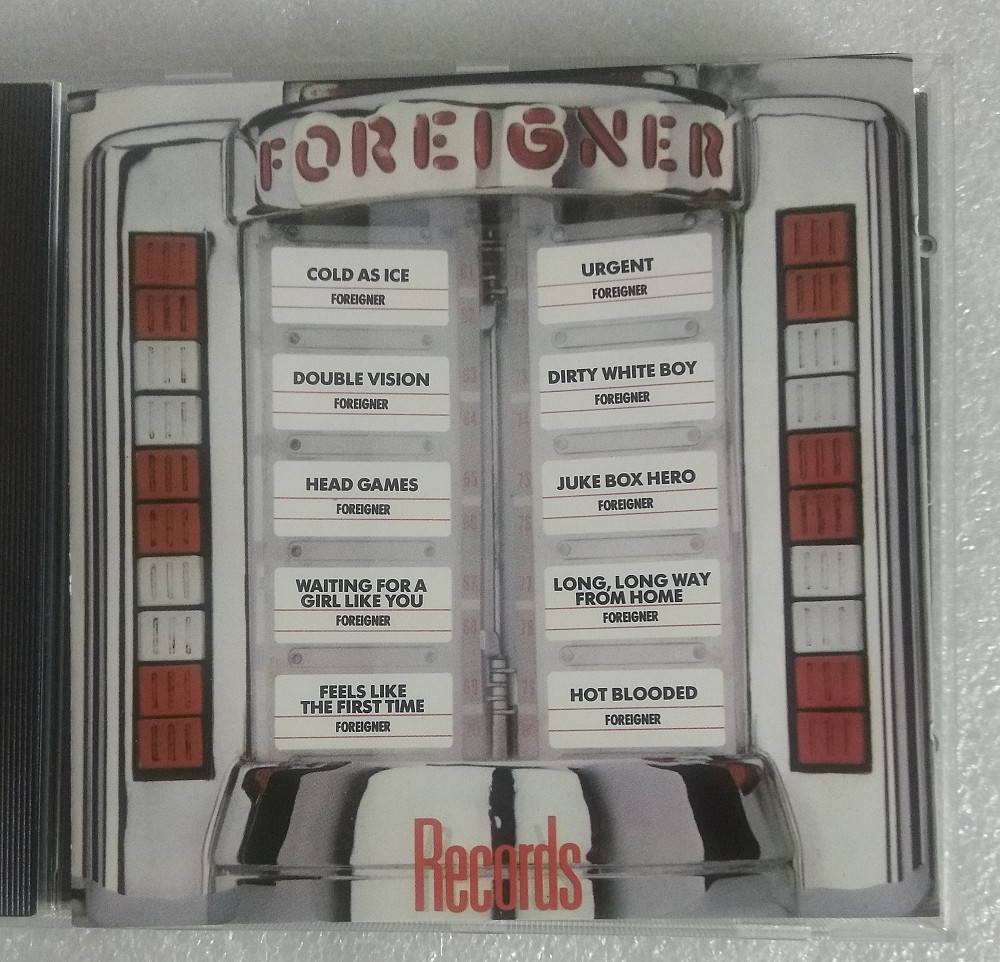 FOREIGNER
COLD AS ICE
FOREIGNER
DOUBLE VISION
FOREIGNER
HEAD GAMES
FOREIGNER
WAITING FOR A
GIRL LIKE YOU
FOREIGNER
FEELS LIKE
THE FIRST TIME
FOREIGNER
URGENT
FOREIGNER
DIRTY WHITE BOY
FOREIGNER
JUKE BOX HERO
FOREIGNER
LONG, LONG WAY
FROM HOME
FOREIGNER
HOT BLOODED
FOREIGNER
Records